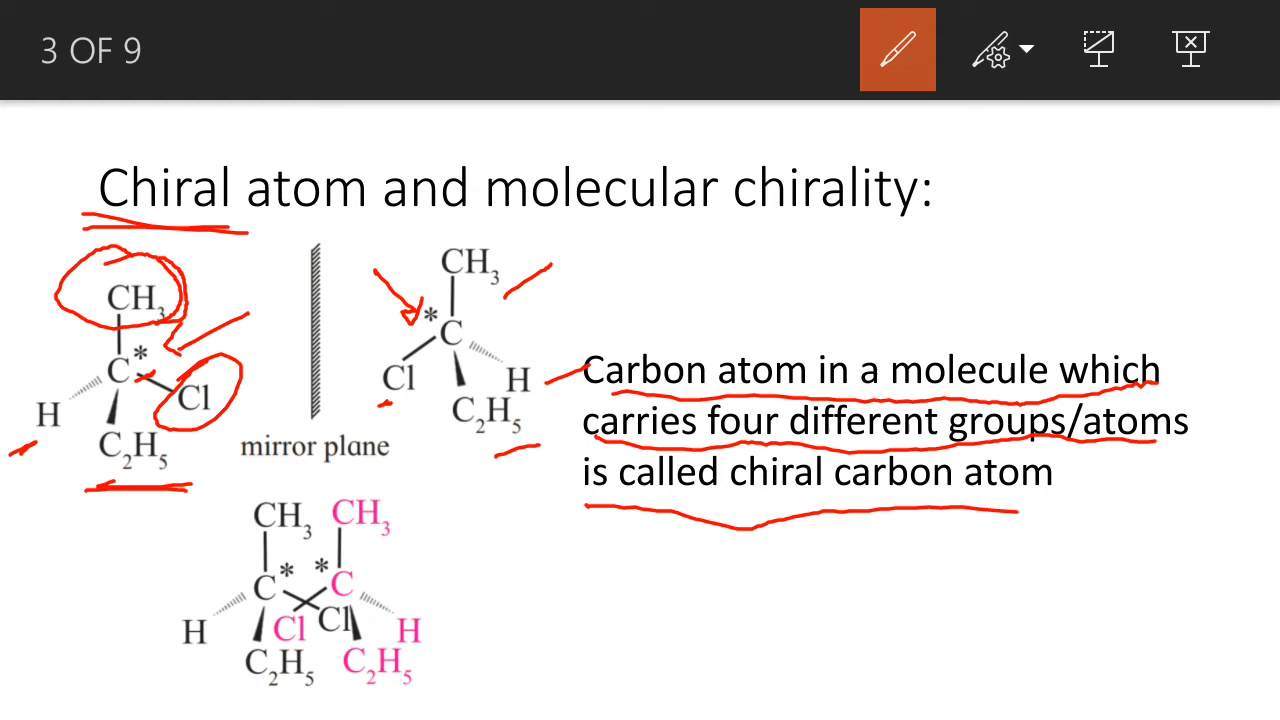 3 OF 9
Chiral atom and molecular chirality:
CH₃
*
C
Cl
H
C₂H₅
mirror plane
CH₃
*
C
Cl
H
C₂H₅
Carbon atom in a molecule which
carries four different groups/atoms
is called chiral carbon atom
CH₃ CH₃
* *
C C
H Cl Cl H
C₂H₅ C₂H₅